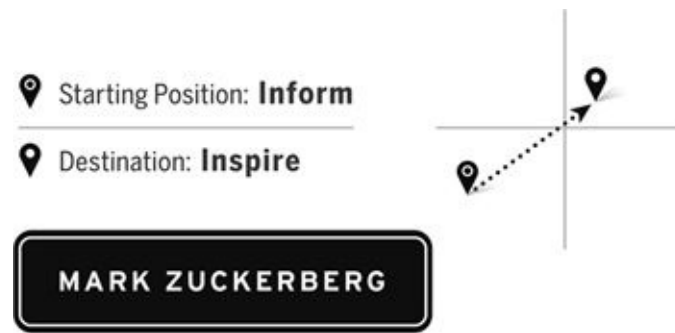 Starting Position: Inform
Destination: Inspire
MARK ZUCKERBERG